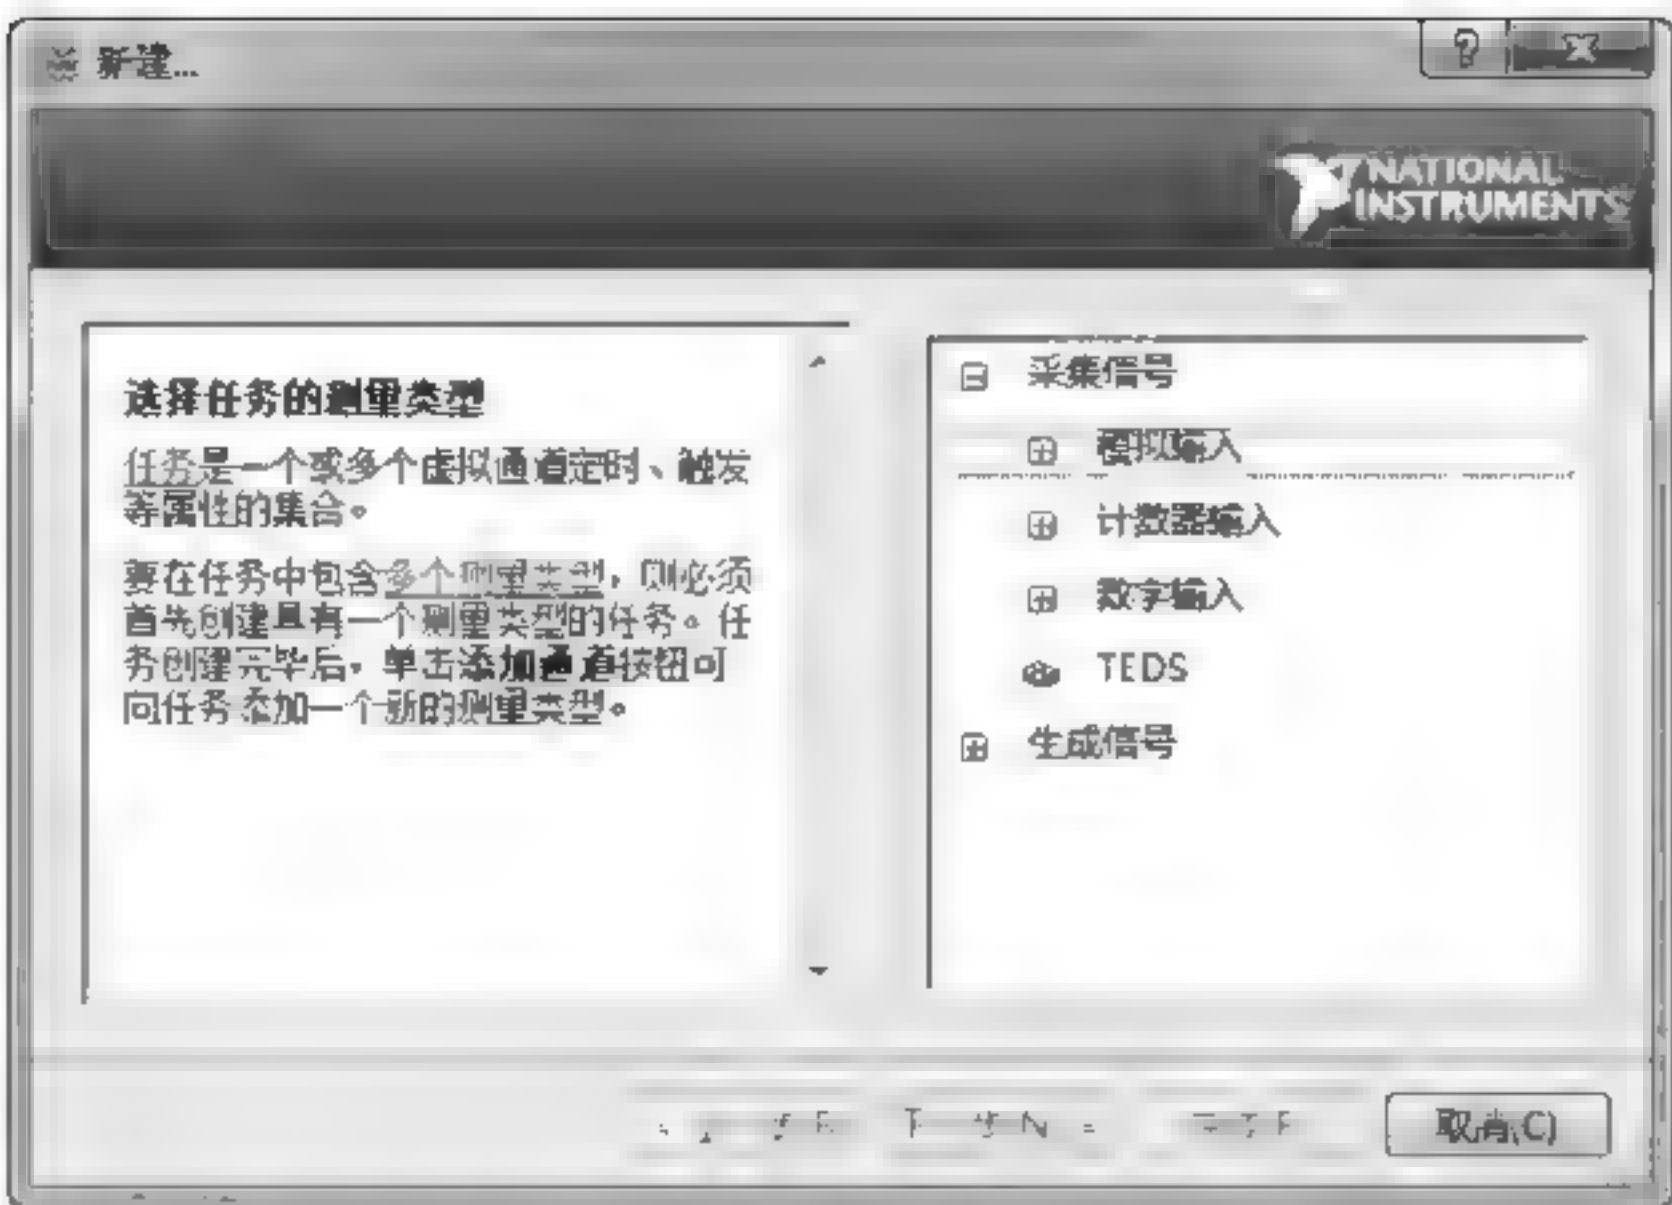 新建...
?
NATIONAL
INSTRUMENTS
选择任务的测量类型
任务是一个或多个虚拟通道定时、触发
等属性的集合。
要在任务中包含多个测量类型，则必须
首先创建具有一个测量类型的任务。任
务创建完毕后，单击添加通道按钮可
向任务添加一个新的测量类型。
采集信号
模拟输入
计数器输入
数字输入
TEDS
生成信号
取消(C)